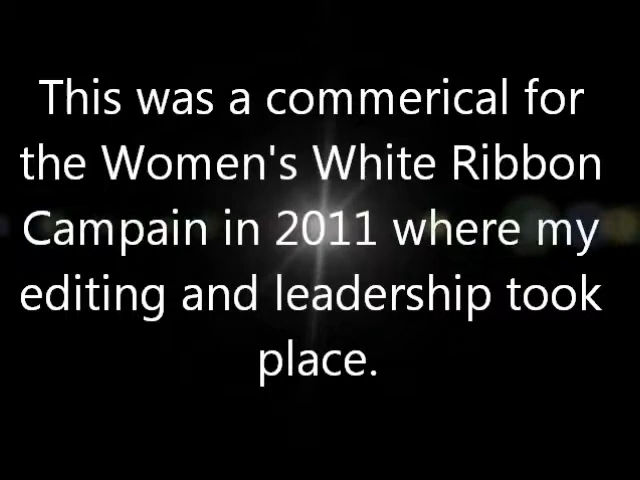 This was a commerical for
the Women's White Ribbon
Campain in 2011 where my
editing and leadership took
place.